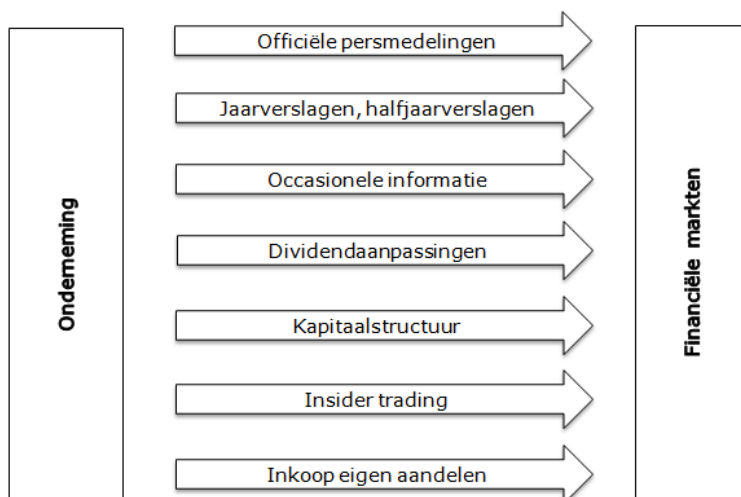 Onderneming
Officiële persmedelingen
Jaarverslagen, halfjaarverslagen
Occasionele informatie
Dividendaanpassingen
Kapitaalstructuur
Insider trading
Inkoop eigen aandelen
Financiële markten